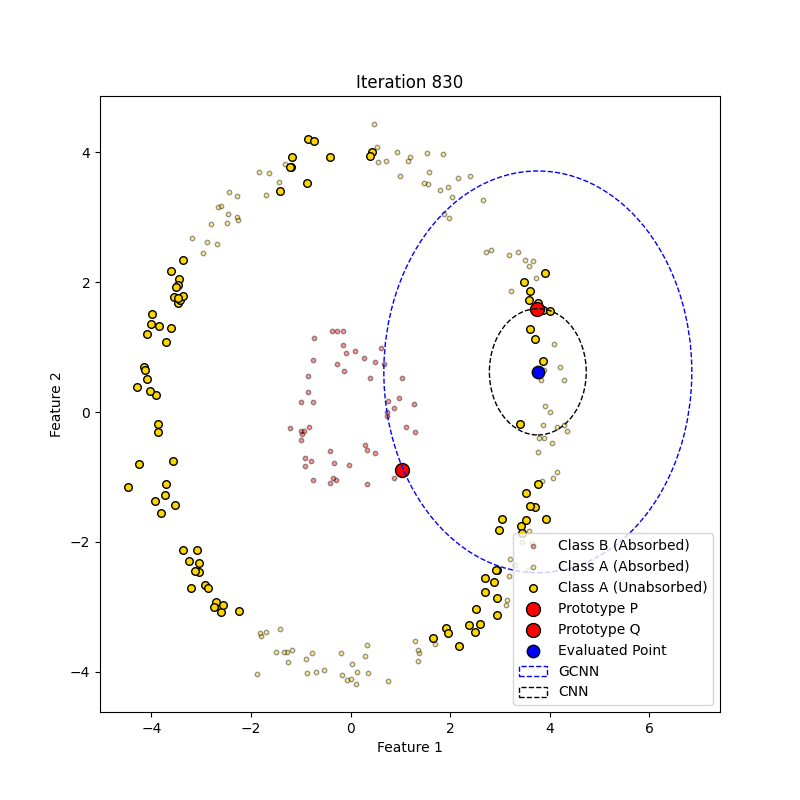 Iteration 830
4
2
0
−2
−4
Feature 2
−4
−2
0
2
4
6
Feature 1
Class B (Absorbed)
Class A (Absorbed)
Class A (Unabsorbed)
Prototype P
Prototype Q
Evaluated Point
GCNN
CNN